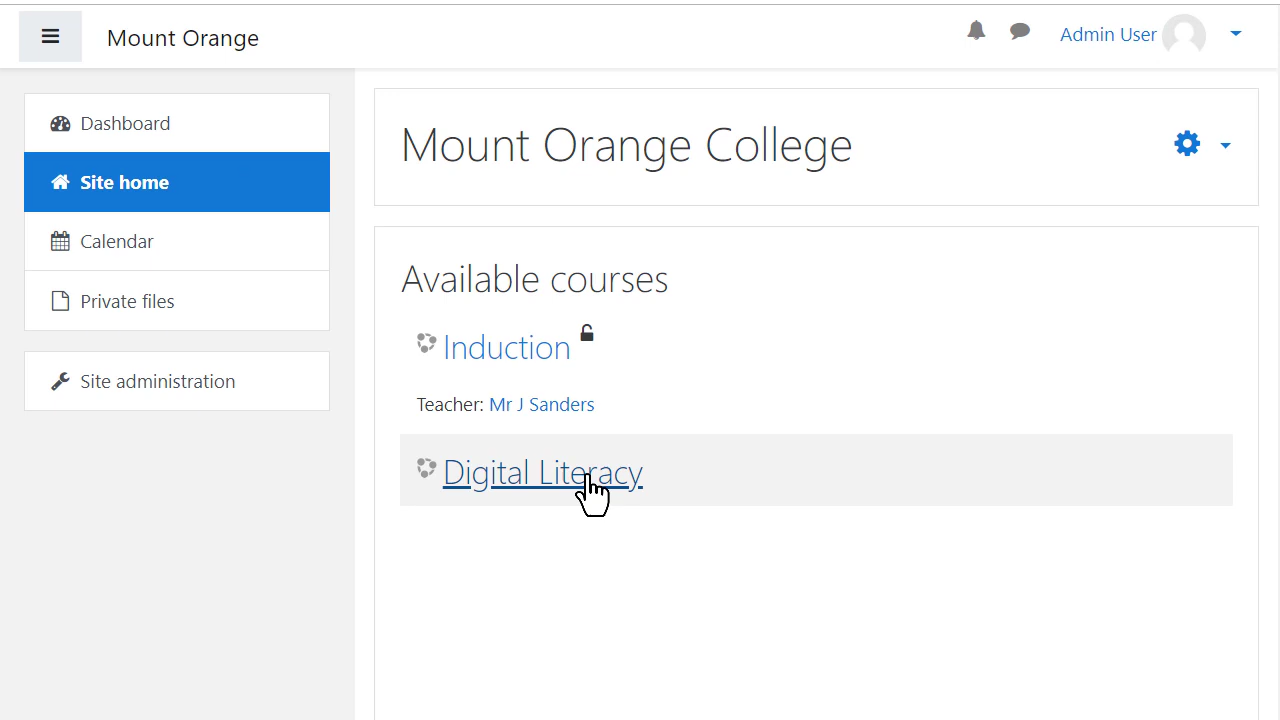 Mount Orange
Admin User
Dashboard
Site home
Calendar
Private files
Site administration
Mount Orange College
Available courses
Induction
Teacher: Mr J Sanders
Digital Literacy